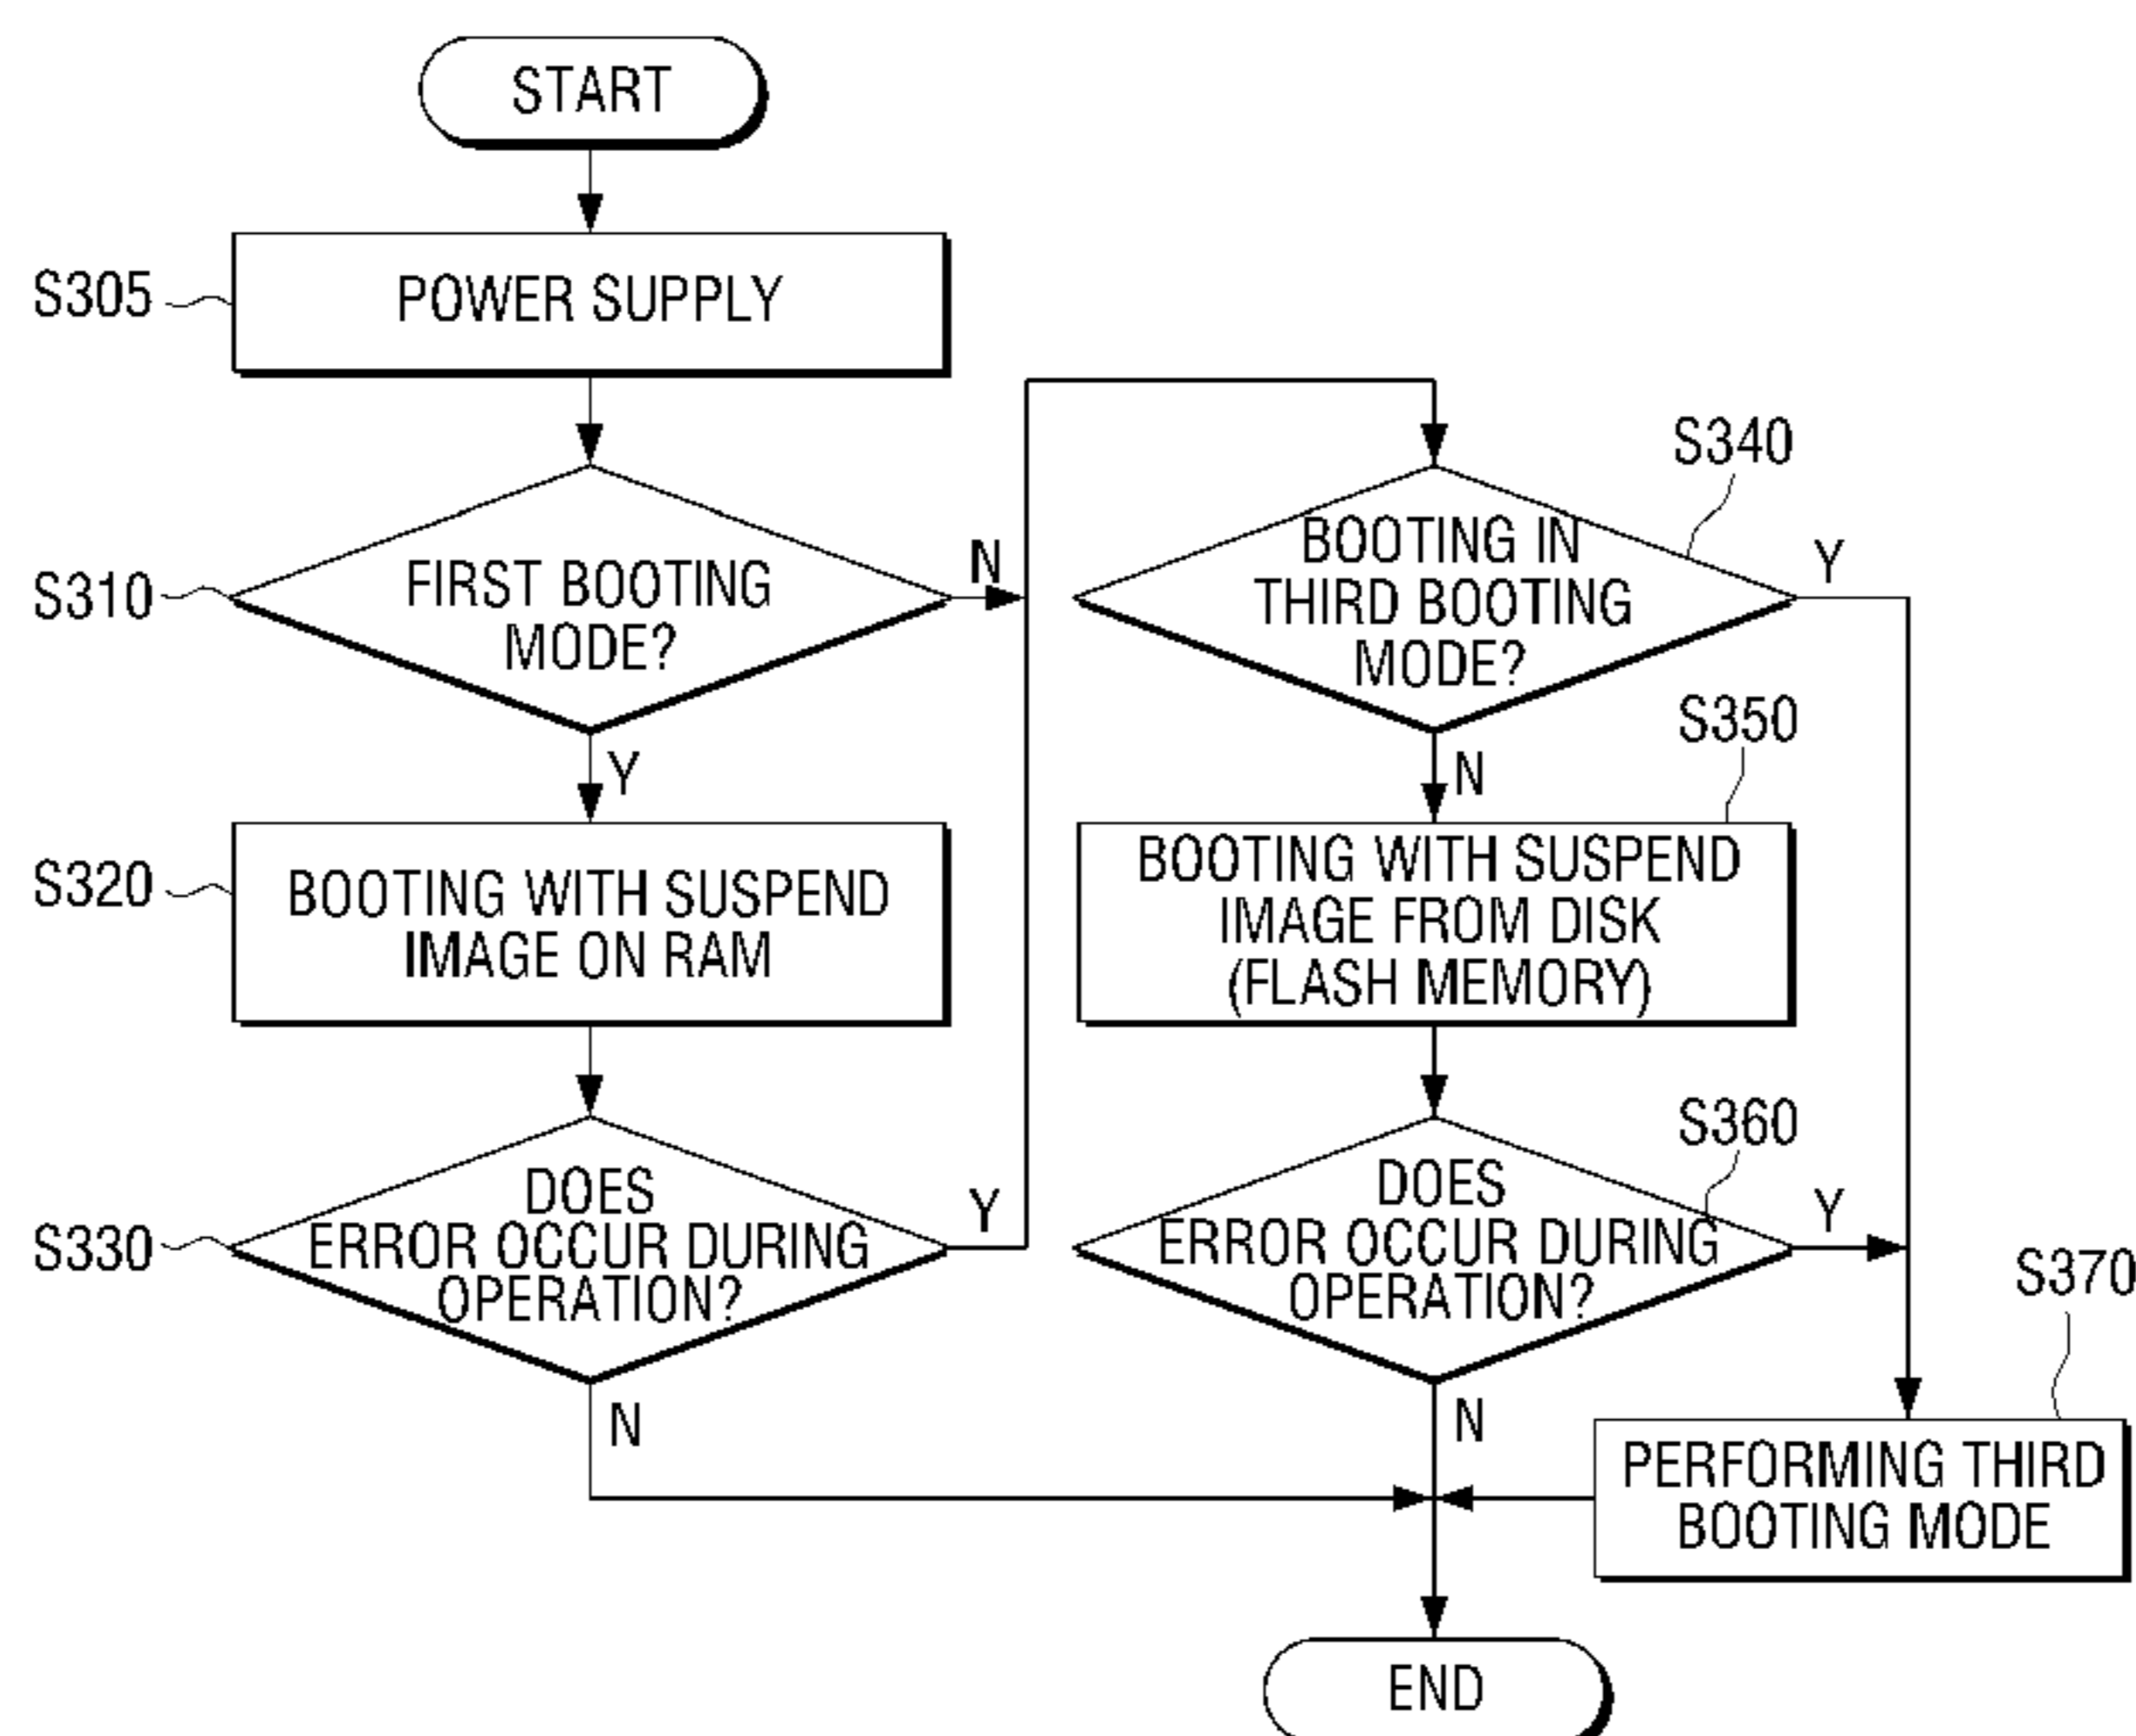 START
S305
POWER SUPPLY
S310
FIRST BOOTING
MODE?
N
Y
S320
BOOTING WITH SUSPEND
IMAGE ON RAM
S330
DOES
ERROR OCCUR DURING
OPERATION?
Y
N
S340
BOOTING IN
THIRD BOOTING
MODE?
Y
N
S350
BOOTING WITH SUSPEND
IMAGE FROM DISK
(FLASH MEMORY)
S360
DOES
ERROR OCCUR DURING
OPERATION?
Y
N
S370
PERFORMING THIRD
BOOTING MODE
END